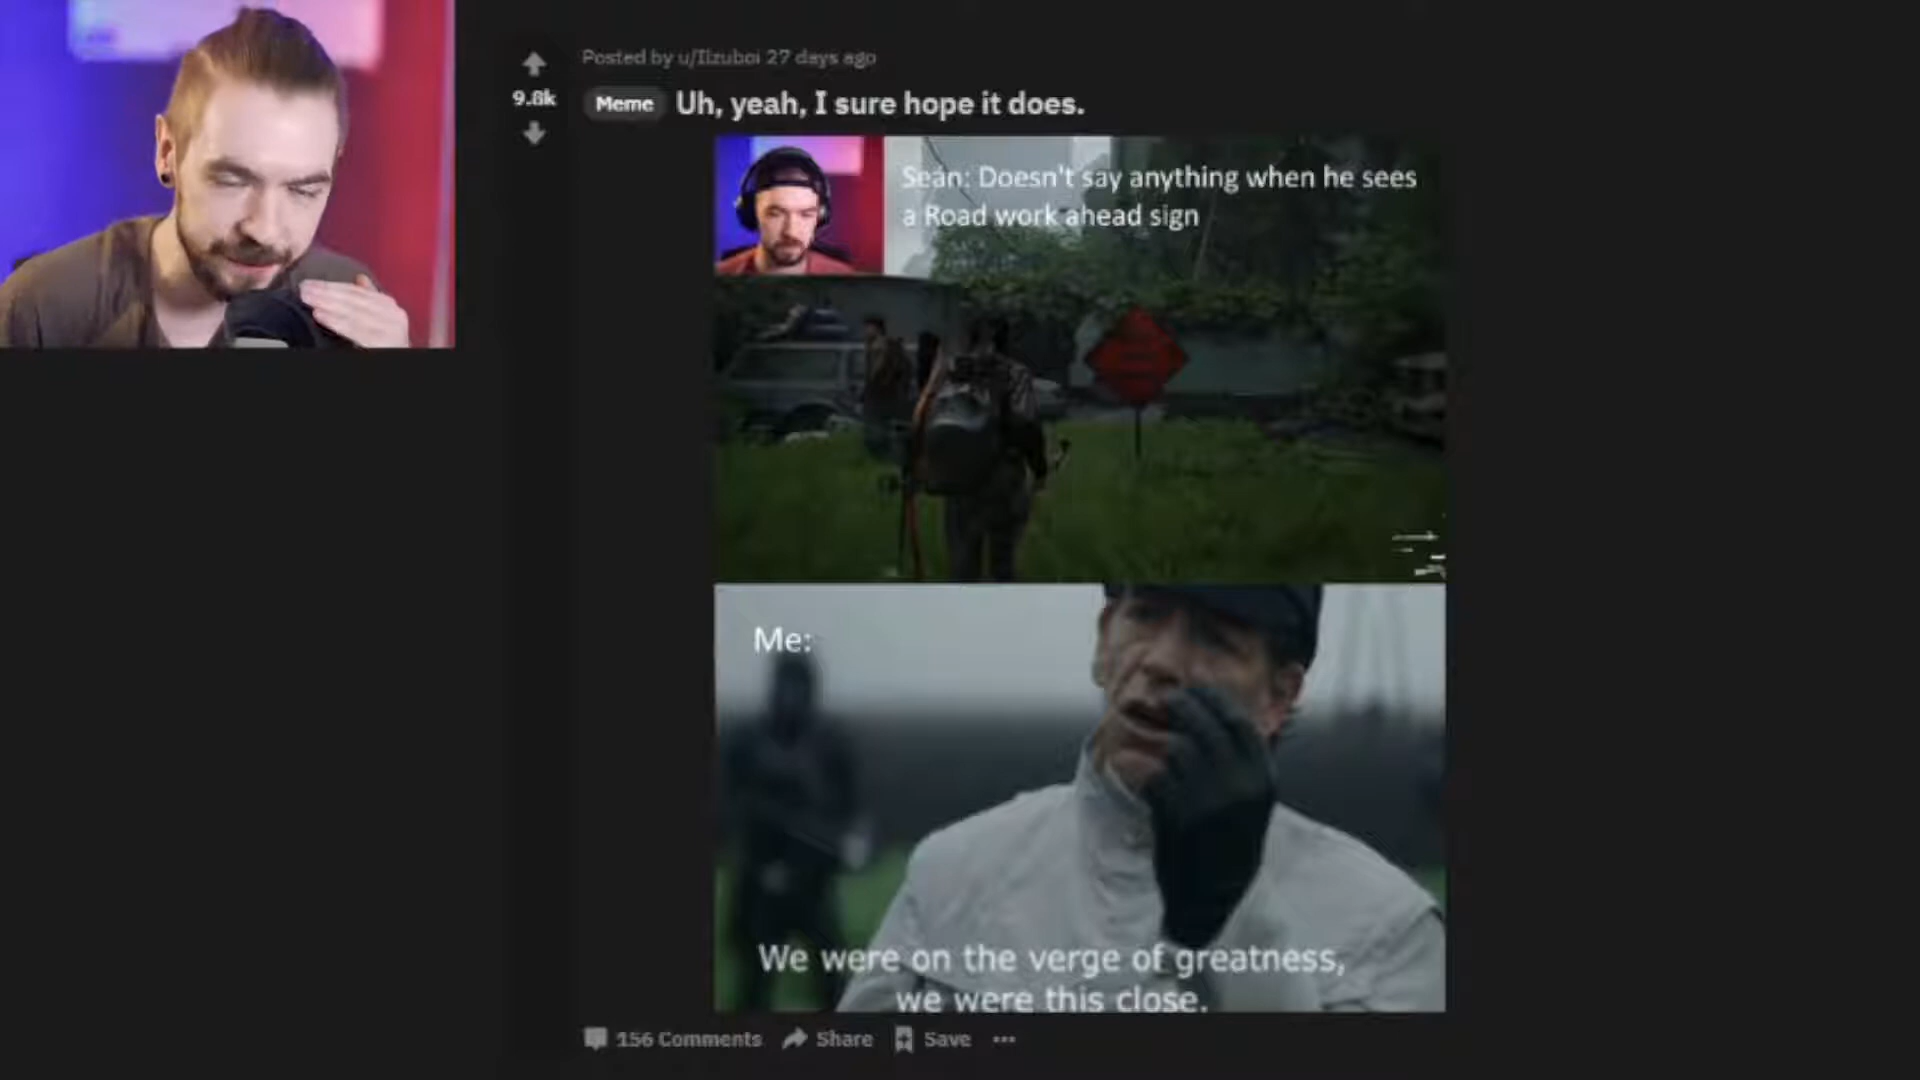 Posted by u/Ilzuboi 27 days ago
9.8k
Meme Uh, yeah, I sure hope it does.
Seán: Doesn't say anything when he sees
a Road work ahead sign
Me:
We were on the verge of greatness,
we were this close.
156 Comments Share Save